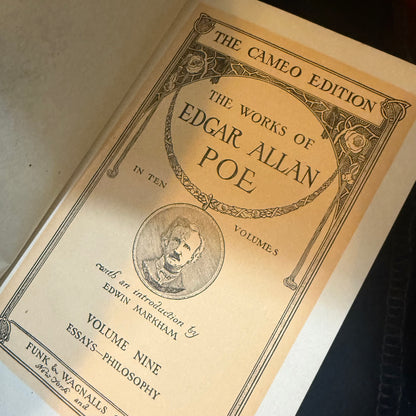 THE CAMEO EDITION
THE WORKS OF
EDGAR ALLAN
POE
IN TEN
VOLUMES
with an introduction by
EDWIN MARKHAM
VOLUME NINE
ESSAYS—PHILOSOPHY
FUNK & WAGNALLS
New York and